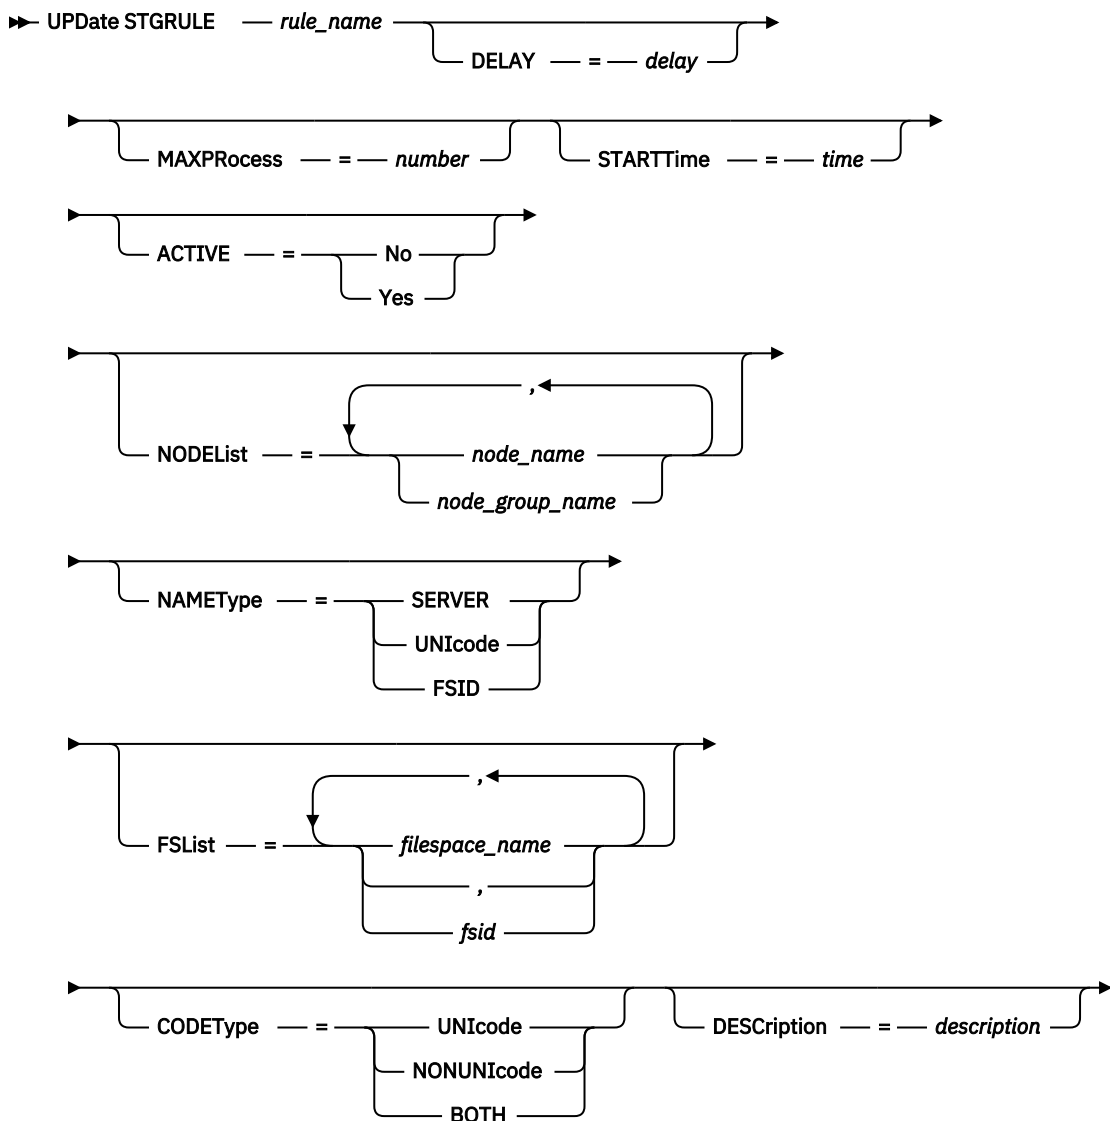 UPDate STGRULE rule_name
DELAY = delay
MAXPRocess = number STARTTime = time
ACTIVE = No
Yes
,
NODEList = node_name
node_group_name
NAMEType = SERVER
UNIcode
FSID
,
FSList = filespace_name
,
fsid
CODEType = UNIcode DESCription = description
NONUNIcode
BOTH